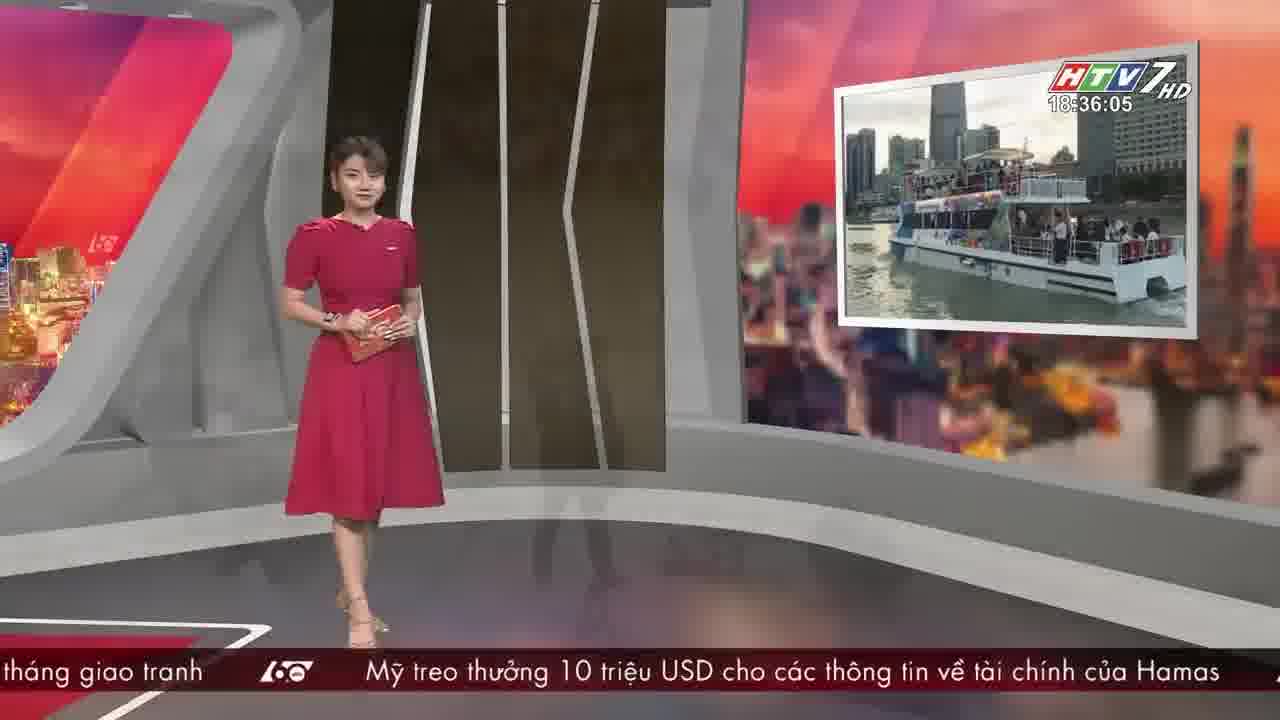 HTV7 HD
18:36:05
60
tháng giao tranh
60
Mỹ treo thưởng 10 triệu USD cho các thông tin về tài chính của Hamas